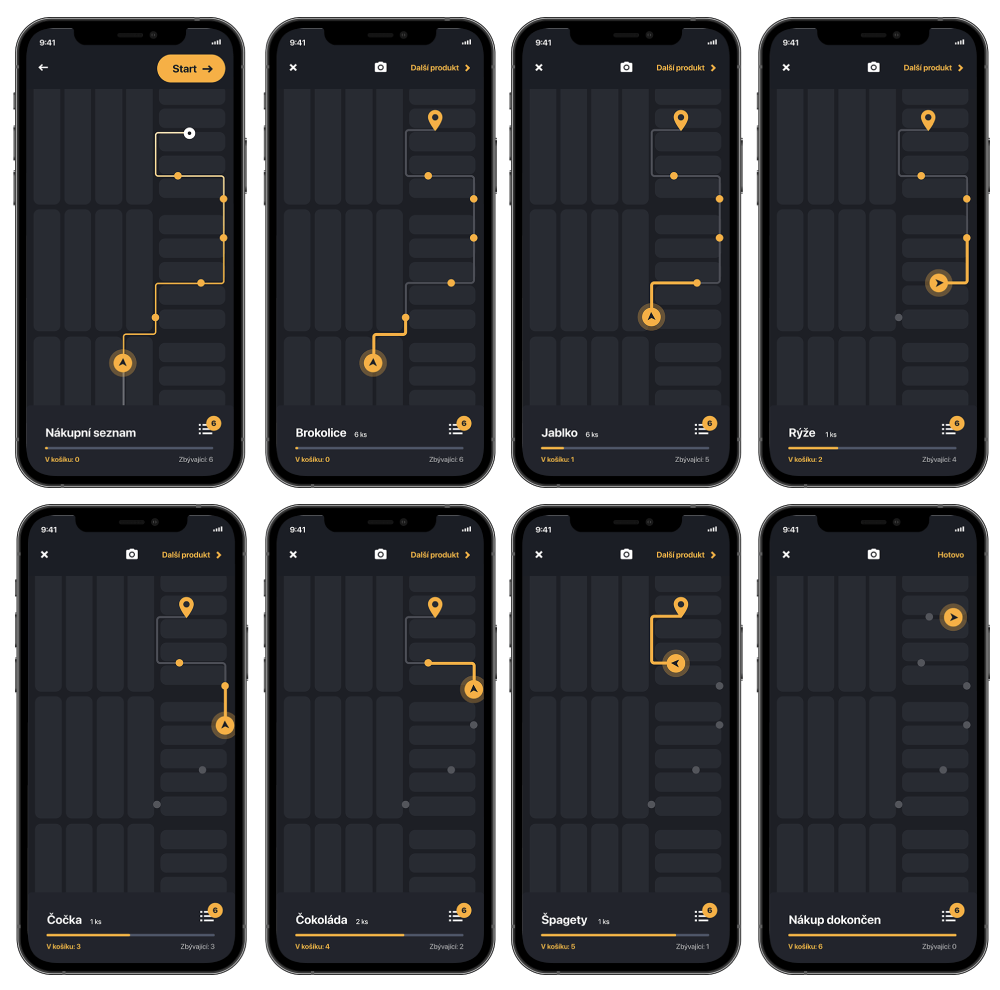 9:41
Start
Nákupní seznam
6
V košíku: 0
Zbývající: 6
9:41
Další produkt
Brokolice 6 ks
6
V košíku: 0
Zbývající: 6
9:41
Další produkt
Jablko 6 ks
6
V košíku: 1
Zbývající: 5
9:41
Další produkt
Rýže 1 ks
6
V košíku: 2
Zbývající: 4
9:41
Další produkt
Čočka 1 ks
6
V košíku: 3
Zbývající: 3
9:41
Další produkt
Čokoláda 2 ks
6
V košíku: 4
Zbývající: 2
9:41
Další produkt
Špagety 1 ks
6
V košíku: 5
Zbývající: 1
9:41
Hotovo
Nákup dokončen
6
V košíku: 6
Zbývající: 0